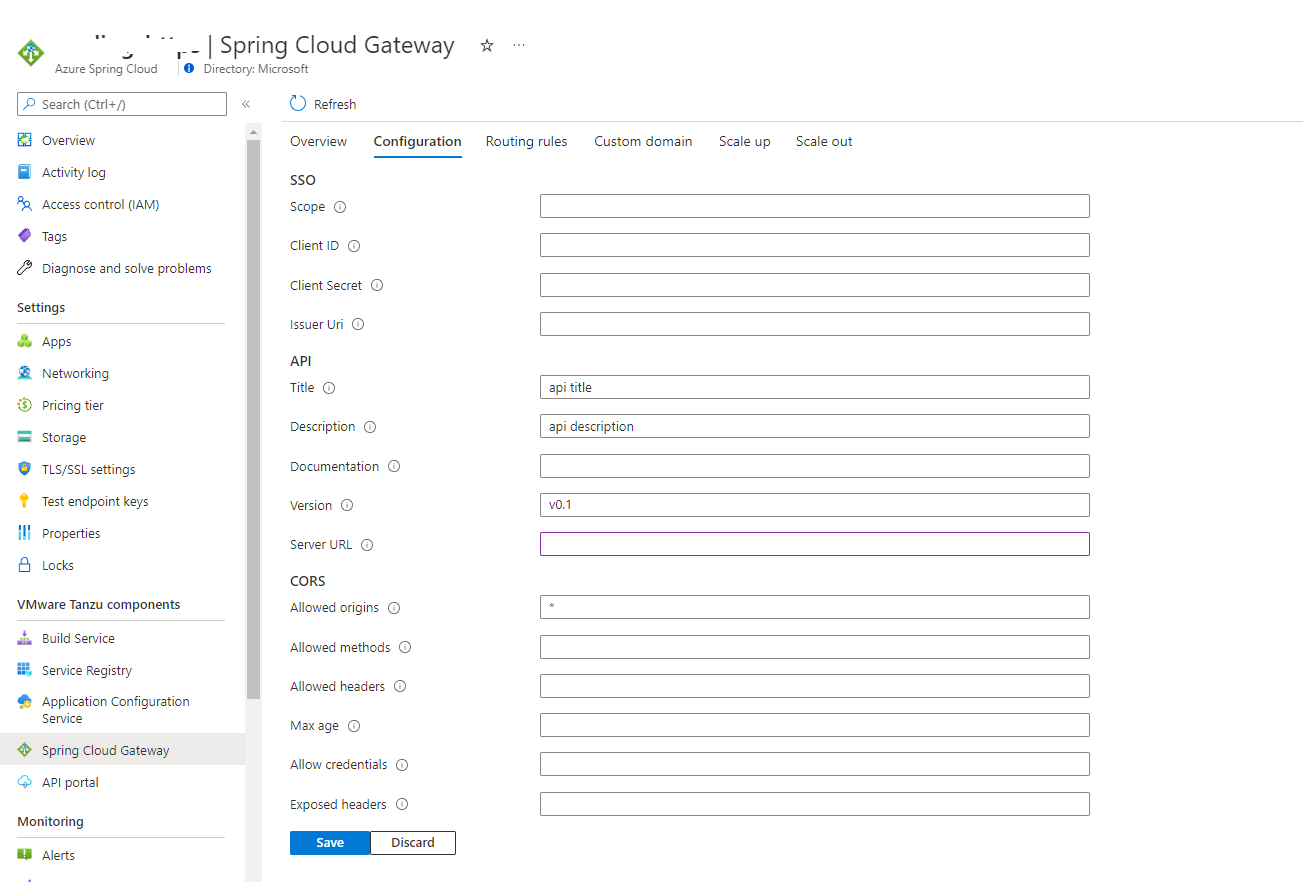 | Spring Cloud Gateway
Azure Spring Cloud
Directory: Microsoft
Search (Ctrl+/)
«
Overview
Activity log
Access control (IAM)
Tags
Diagnose and solve problems
Settings
Apps
Networking
Pricing tier
Storage
TLS/SSL settings
Test endpoint keys
Properties
Locks
VMware Tanzu components
Build Service
Service Registry
Application Configuration
Service
Spring Cloud Gateway
API portal
Monitoring
Alerts
Refresh
Overview Configuration Routing rules Custom domain Scale up Scale out
SSO
Scope
Client ID
Client Secret
Issuer Uri
API
Title api title
Description api description
Documentation
Version v0.1
Server URL
CORS
Allowed origins *
Allowed methods
Allowed headers
Max age
Allow credentials
Exposed headers
Save Discard